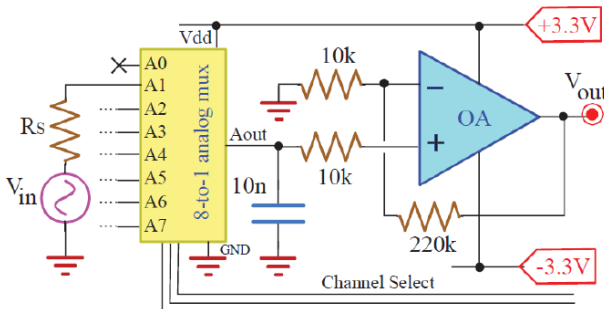 +3.3V
Vdd
A0
A1
A2
A3
A4
A5
A6
A7
8-to-1 analog mux
Rs
Vin
Aout
10n
GND
10k
10k
OA
Vout
220k
-3.3V
Channel Select